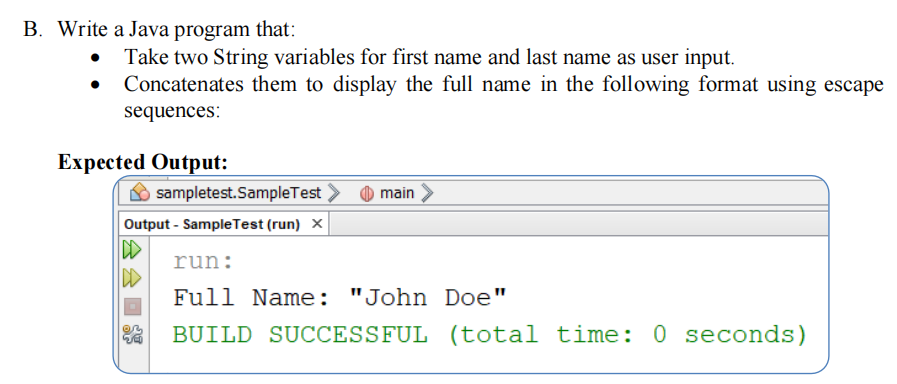 B. Write a Java program that:
• Take two String variables for first name and last name as user input.
• Concatenates them to display the full name in the following format using escape
sequences:
Expected Output:
sampletest.SampleTest main
Output - SampleTest (run) ×
run:
Full Name: "John Doe"
BUILD SUCCESSFUL (total time: 0 seconds)